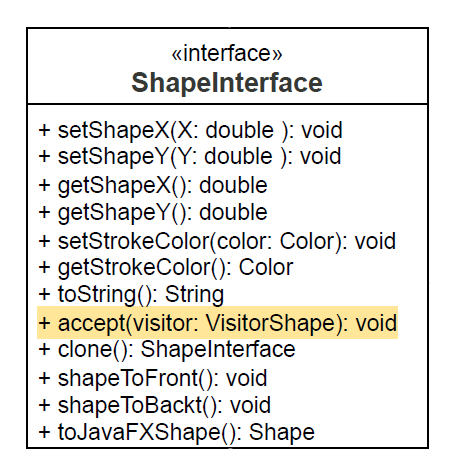 «interface»
ShapeInterface
+ setShapeX(X: double ): void
+ setShapeY(Y: double ): void
+ getShapeX(): double
+ getShapeY(): double
+ setStrokeColor(color: Color): void
+ getStrokeColor(): Color
+ toString(): String
+ accept(visitor: VisitorShape): void
+ clone(): ShapeInterface
+ shapeToFront(): void
+ shapeToBackt(): void
+ toJavaFXShape(): Shape